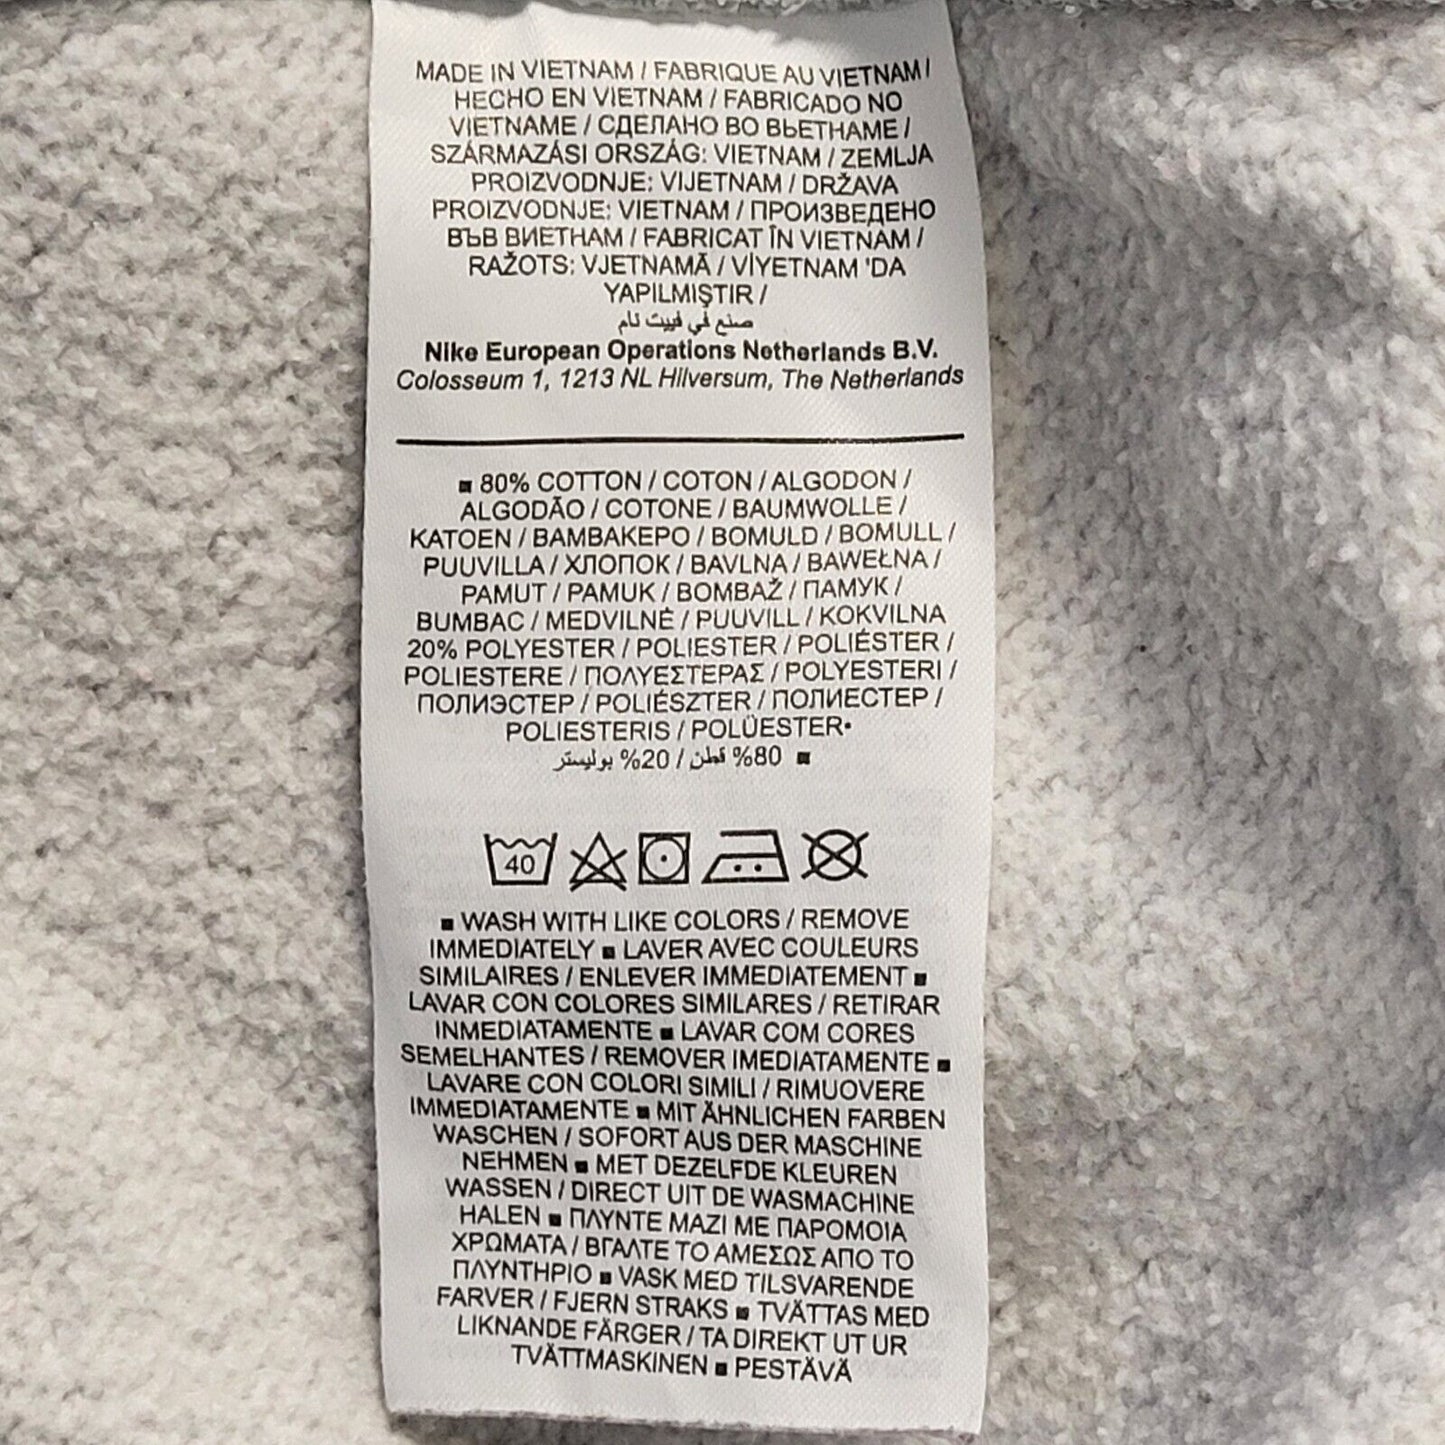 MADE IN VIETNAM / FABRIQUE AU VIETNAM /
HECHO EN VIETNAM / FABRICADO NO
VIETNAME / СДЕЛАНО ВО ВЬЕТНАМЕ /
SZÁRMAZÁSI ORSZÁG: VIETNAM / ZEMLJA
PROIZVODNJE: VIJETNAM / DRŽAVA
PROIZVODNJE: VIETNAM / ПРОИЗВЕДЕНО
ВЪВ ВИЕТНАМ / FABRICAT ÎN VIETNAM /
RAŽOTS: VJETNAMĀ / VİYETNAM 'DA
YAPILMIŞTIR /
صنع في فييت نام
Nike European Operations Netherlands B.V.
Colosseum 1, 1213 NL Hilversum, The Netherlands
■ 80% COTTON / COTON / ALGODON /
ALGODÃO / COTONE / BAUMWOLLE /
KATOEN / ΒΑΜΒΑΚΕΡΟ / BOMULD / BOMULL /
PUUVILLA / ХЛОПОК / BAVLNA / BAWEŁNA /
PAMUT / PAMUK / BOMBAŽ / ПАМУК /
BUMBAC / MEDVILNĖ / PUUVILL / KOKVILNA
20% POLYESTER / POLIESTER / POLIÉSTER /
POLIESTERE / ΠΟΛΥΕΣΤΕΡΑΣ / POLYESTERI /
ПОЛИЭСТЕР / POLIÉSZTER / ПОЛИЕСТЕР /
POLIESTERIS / POLÜESTER•
■ 80% قطن / 20% بوليستر
40
■ WASH WITH LIKE COLORS / REMOVE
IMMEDIATELY ■ LAVER AVEC COULEURS
SIMILAIRES / ENLEVER IMMEDIATEMENT ■
LAVAR CON COLORES SIMILARES / RETIRAR
INMEDIATAMENTE ■ LAVAR COM CORES
SEMELHANTES / REMOVER IMEDIATAMENTE ■
LAVARE CON COLORI SIMILI / RIMUOVERE
IMMEDIATAMENTE ■ MIT ÄHNLICHEN FARBEN
WASCHEN / SOFORT AUS DER MASCHINE
NEHMEN ■ MET DEZELFDE KLEUREN
WASSEN / DIRECT UIT DE WASMACHINE
HALEN ■ ΠΛΥΝΤΕ ΜΑΖΙ ΜΕ ΠΑΡΟΜΟΙΑ
ΧΡΩΜΑΤΑ / ΒΓΑΛΤΕ ΤΟ ΑΜΕΣΩΣ ΑΠΟ ΤΟ
ΠΛΥΝΤΗΡΙΟ ■ VASK MED TILSVARENDE
FARVER / FJERN STRAKS ■ TVÄTTAS MED
LIKNANDE FÄRGER / TA DIREKT UT UR
TVÄTTMASKINEN ■ PESTÄVÄ